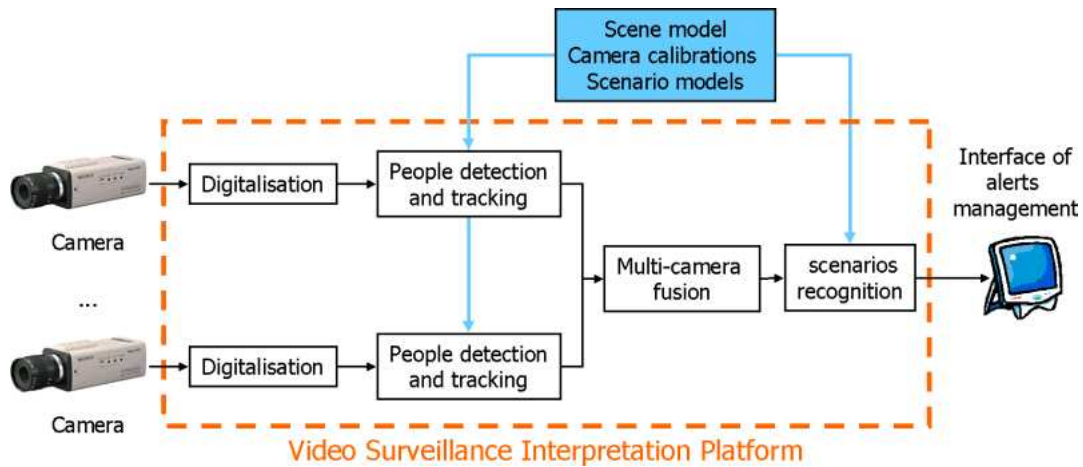 Scene model
Camera calibrations
Scenario models
Digitalisation
People detection
and tracking
Interface of
alerts
management
Camera
Multi-camera
fusion
scenarios
recognition
...
Digitalisation
People detection
and tracking
Camera
Video Surveillance Interpretation Platform